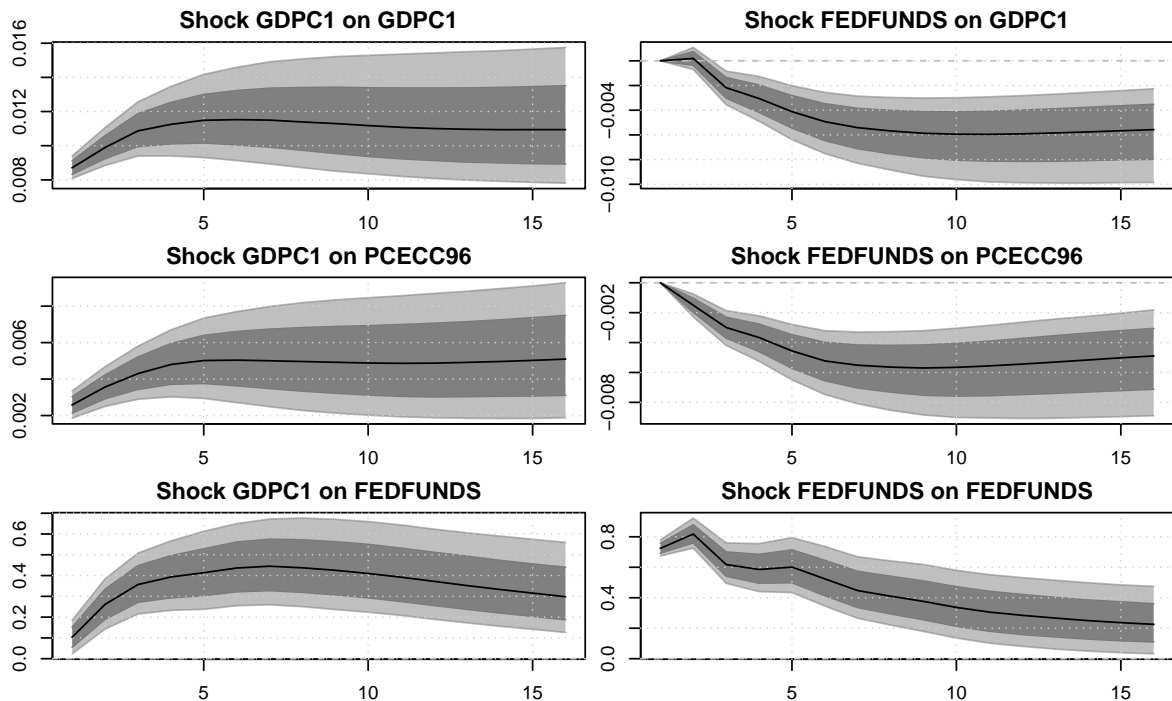 Shock GDPC1 on GDPC1
0.008 0.012 0.016
5 10 15
Shock FEDFUNDS on GDPC1
−0.010 −0.004
5 10 15
Shock GDPC1 on PCECC96
0.002 0.006
5 10 15
Shock FEDFUNDS on PCECC96
−0.008 −0.002
5 10 15
Shock GDPC1 on FEDFUNDS
0.0 0.2 0.4 0.6
5 10 15
Shock FEDFUNDS on FEDFUNDS
0.0 0.4 0.8
5 10 15